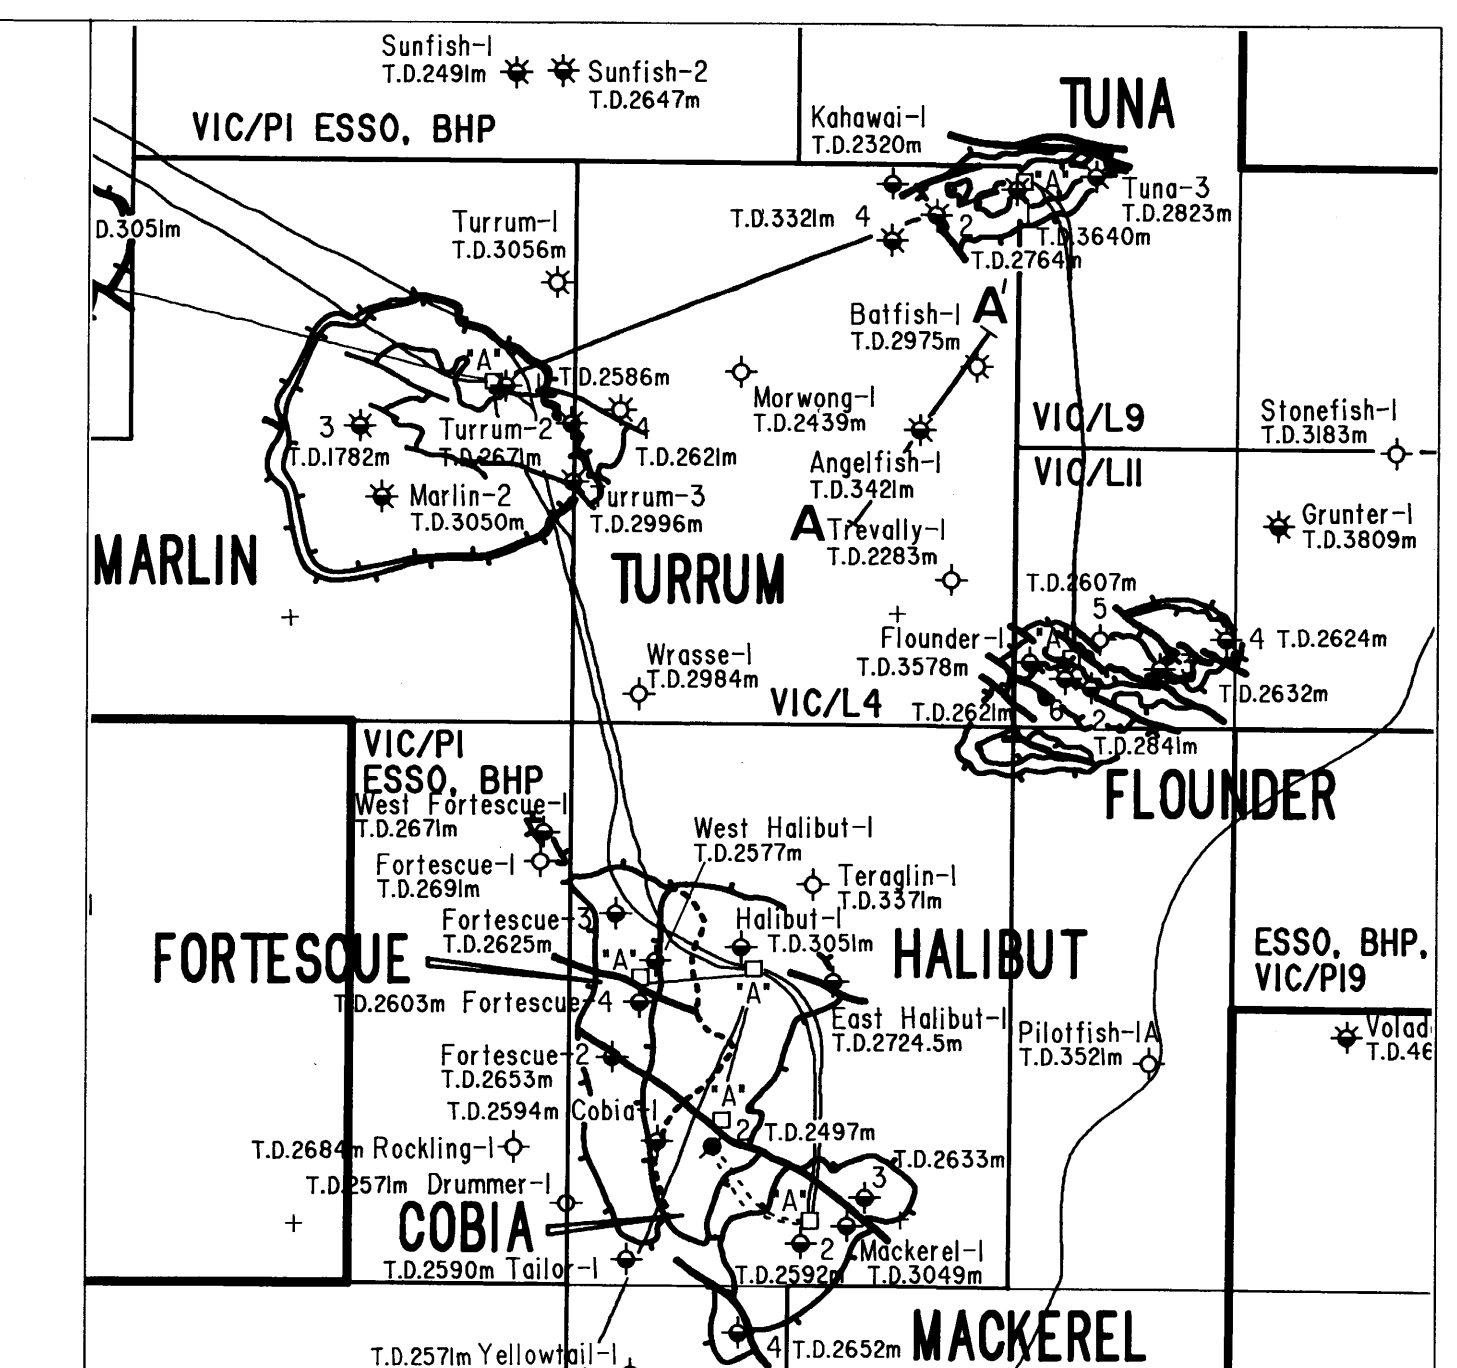 Sunfish-1
T.D.2491m
Sunfish-2
T.D.2647m
VIC/P1 ESSO, BHP
Kahawai-1
T.D.2320m
TUNA
"A"
Tuna-3
T.D.2823m
D.3051m
Turrum-1
T.D.3056m
T.D.3321m 4
2
1
T.D.3640m
T.D.2764m
A'
Batfish-1
T.D.2975m
"A"
1
T.D.2586m
Morwong-1
T.D.2439m
VIC/L9
Stonefish-1
T.D.3183m
3
T.D.1782m
Turrum-2
T.D.2671m
4
T.D.2621m
Angelfish-1
T.D.3421m
VIC/L11
Marlin-2
T.D.3050m
Turrum-3
T.D.2996m
A
Trevally-1
T.D.2283m
Grunter-1
T.D.3809m
MARLIN
TURRUM
T.D.2607m
5
Flounder-1
T.D.3578m
"A"
3
4 T.D.2624m
Wrasse-1
T.D.2984m
T.D.2632m
VIC/L4
T.D.2621m
6
2
T.D.2841m
VIC/P1
ESSO, BHP
FLOUNDER
West Fortescue-1
T.D.2671m
West Halibut-1
T.D.2577m
Fortescue-1
T.D.2691m
Teraglin-1
T.D.3371m
Fortescue-3
T.D.2625m
Halibut-1
T.D.3051m
FORTESCUE
"A"
"A"
HALIBUT
ESSO, BHP,
VIC/P19
T.D.2603m Fortescue-4
East Halibut-1
T.D.2724.5m
Pilotfish-1A
T.D.3521m
Volad
T.D.46
Fortescue-2
T.D.2653m
T.D.2594m Cobia-1
"A"
2 T.D.2497m
T.D.2684m Rockling-1
T.D.2633m
3
T.D.2571m Drummer-1
"A"
COBIA
2
Mackerel-1
T.D.3049m
T.D.2590m Tailor-1
T.D.2592m
MACKEREL
4 T.D.2652m
T.D.2571m Yellowtail-1